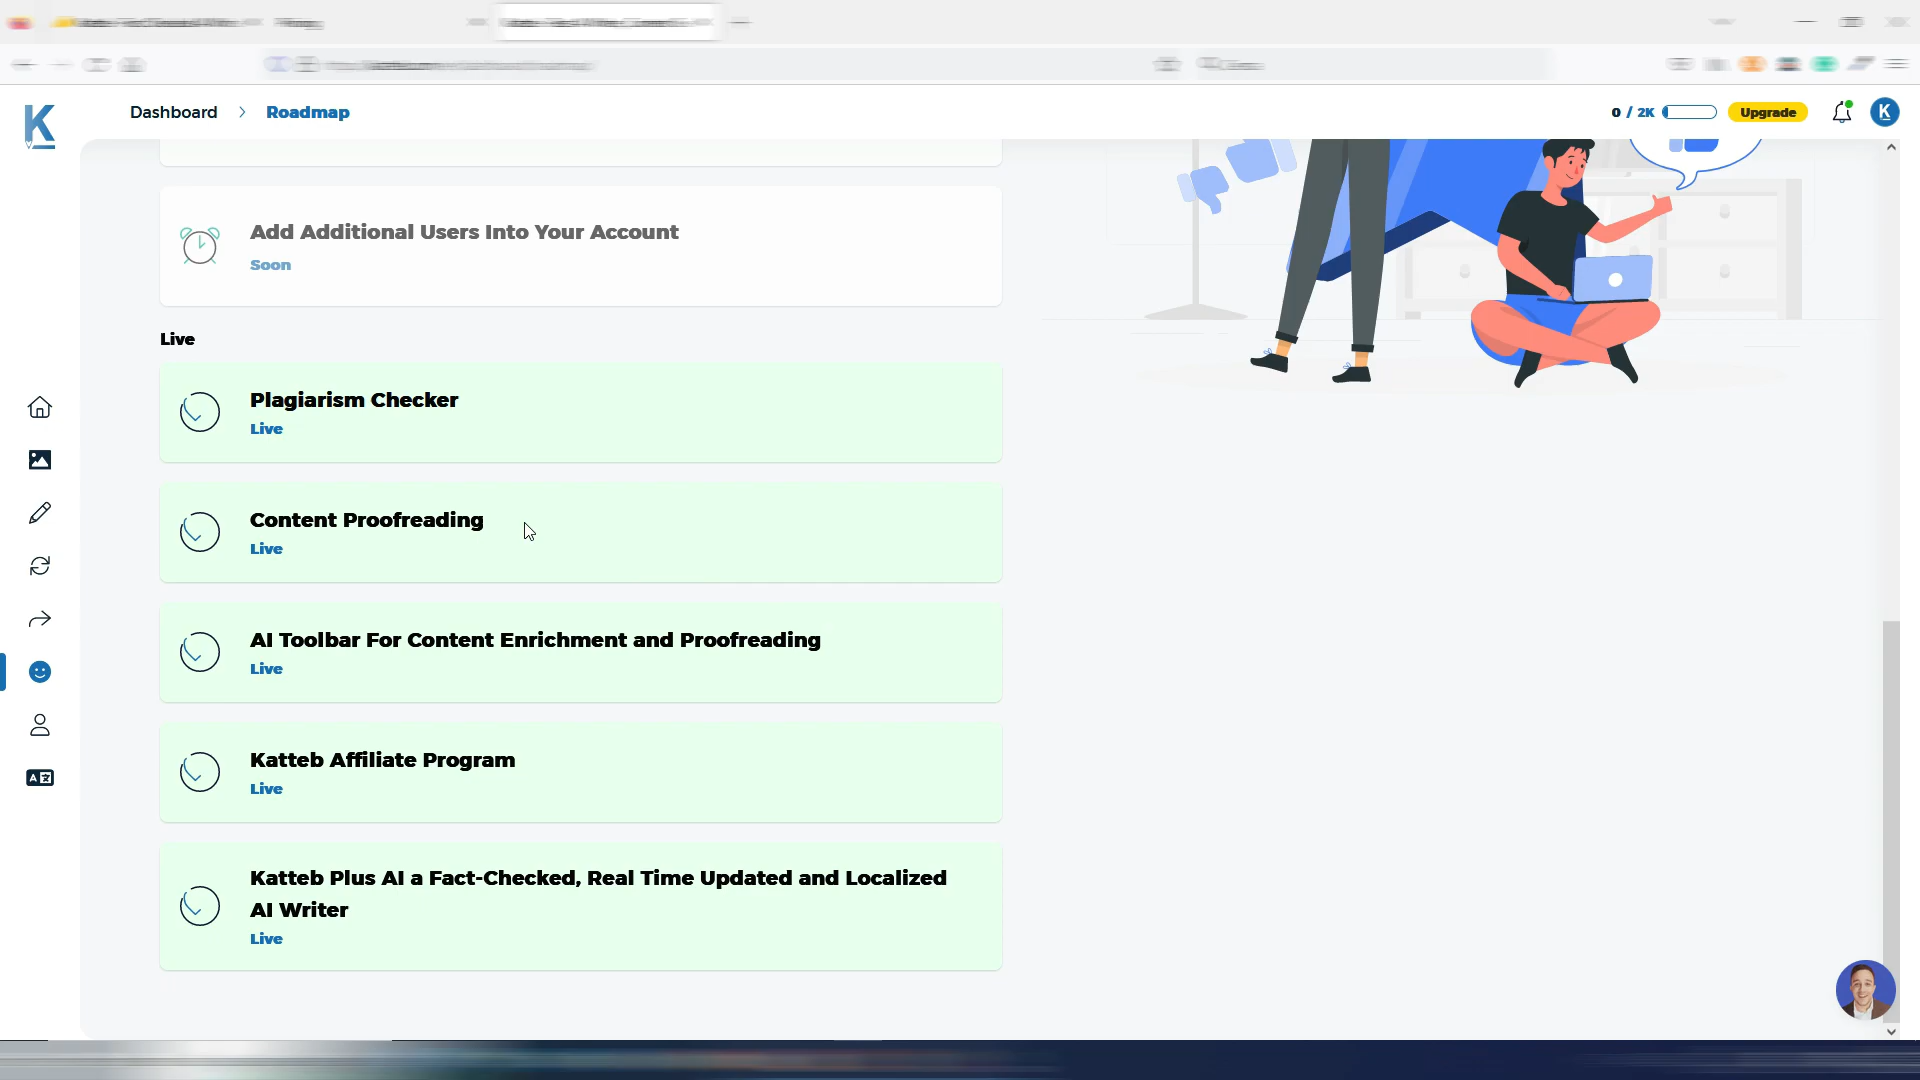 Dashboard > Roadmap
0 / 2K
Upgrade
K
Add Additional Users Into Your Account
Soon
Live
Plagiarism Checker
Live
Content Proofreading
Live
AI Toolbar For Content Enrichment and Proofreading
Live
Katteb Affiliate Program
Live
Katteb Plus AI a Fact-Checked, Real Time Updated and Localized
AI Writer
Live